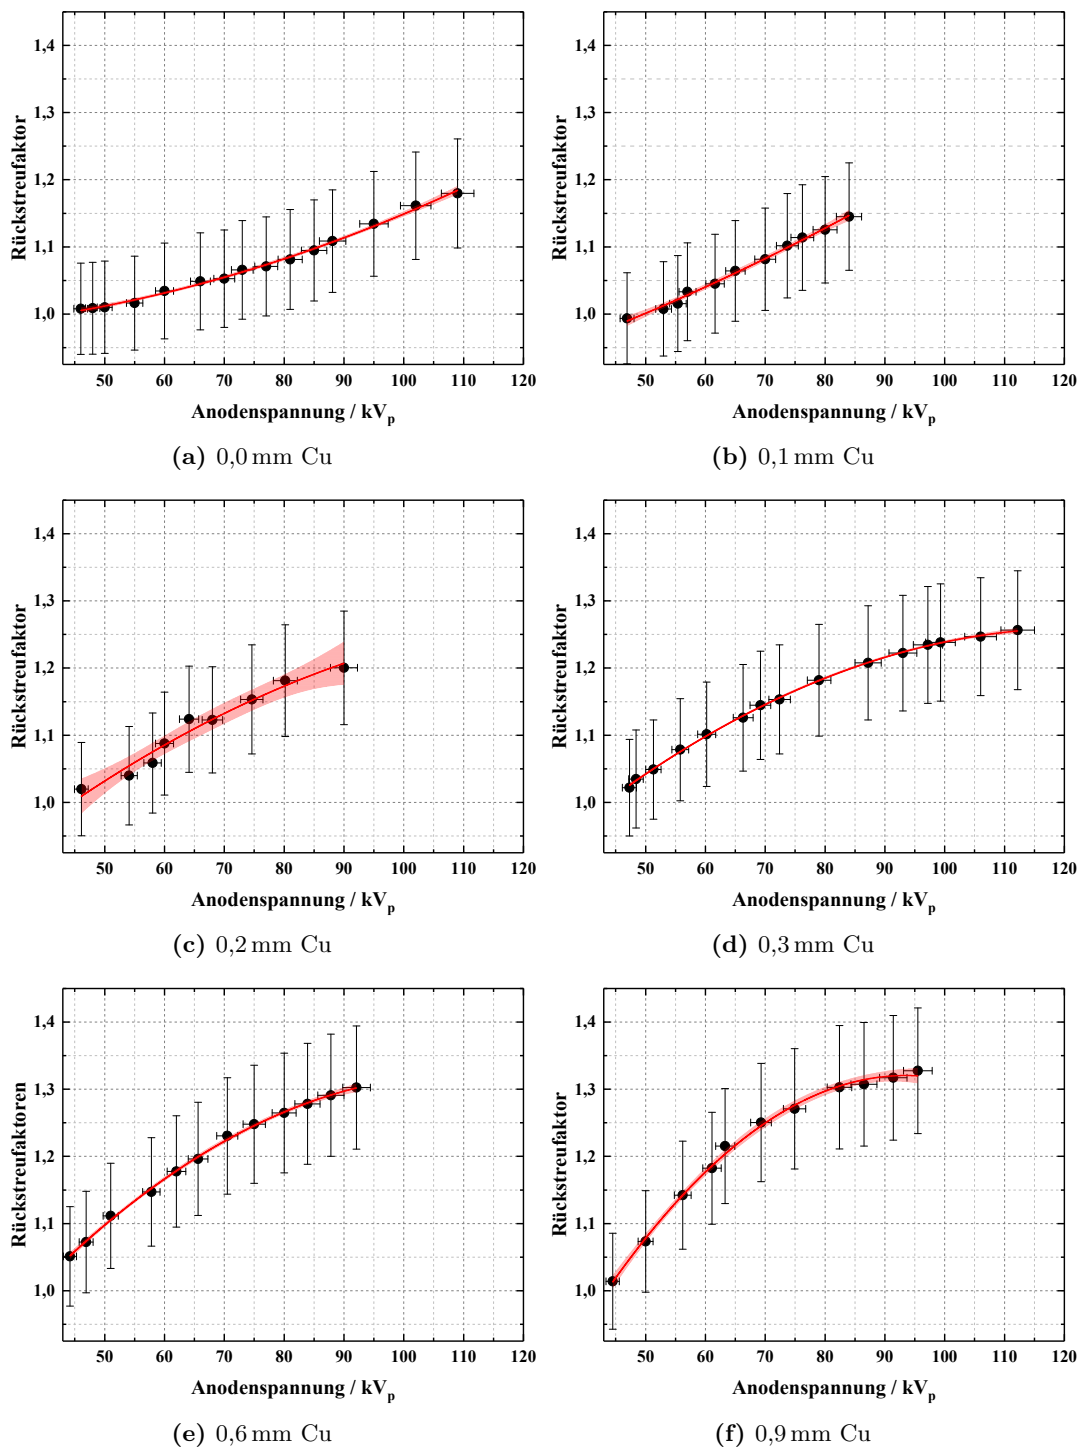 1,4
1,3
1,2
1,1
1,0
Rückstreufaktor
50 60 70 80 90 100 110 120
Anodenspannung / kVp
(a) 0,0 mm Cu
1,4
1,3
1,2
1,1
1,0
Rückstreufaktor
50 60 70 80 90 100 110 120
Anodenspannung / kVp
(b) 0,1 mm Cu
1,4
1,3
1,2
1,1
1,0
Rückstreufaktor
50 60 70 80 90 100 110 120
Anodenspannung / kVp
(c) 0,2 mm Cu
1,4
1,3
1,2
1,1
1,0
Rückstreufaktor
50 60 70 80 90 100 110 120
Anodenspannung / kVp
(d) 0,3 mm Cu
1,4
1,3
1,2
1,1
1,0
Rückstreufaktoren
50 60 70 80 90 100 110 120
Anodenspannung / kVp
(e) 0,6 mm Cu
1,4
1,3
1,2
1,1
1,0
Rückstreufaktor
50 60 70 80 90 100 110 120
Anodenspannung / kVp
(f) 0,9 mm Cu